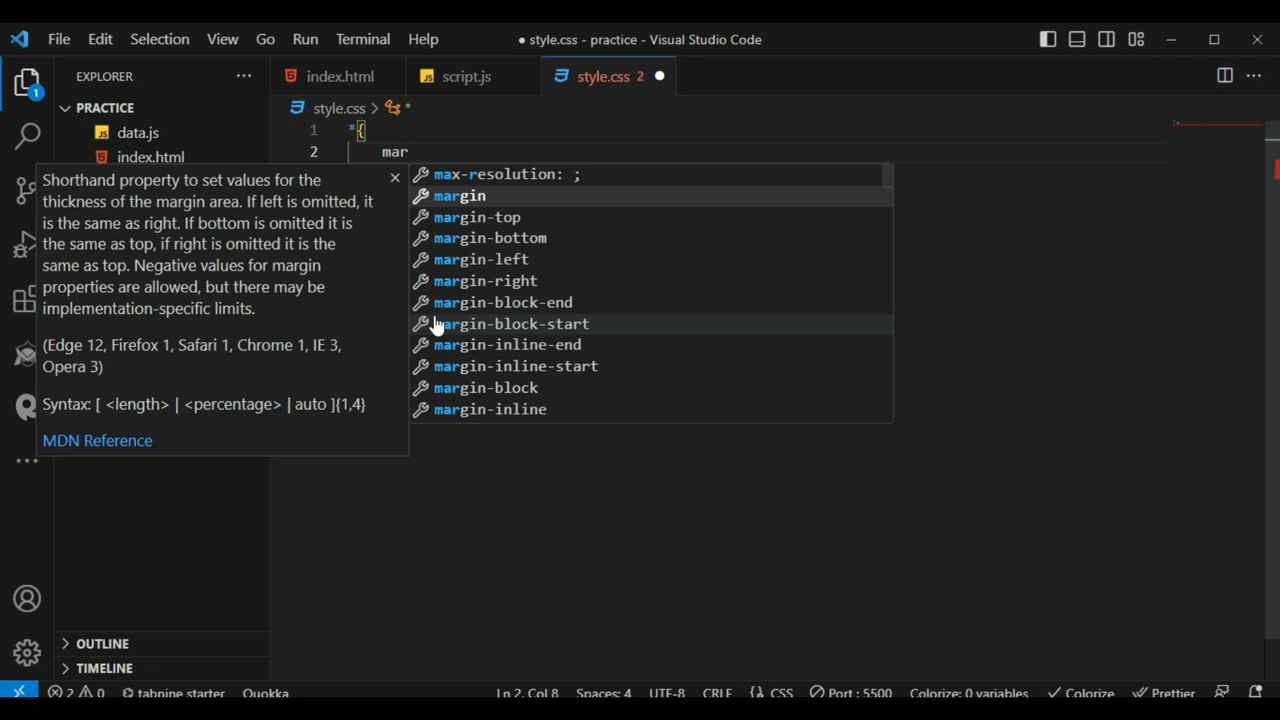 File Edit Selection View Go Run Terminal Help
● style.css - practice - Visual Studio Code
EXPLORER
index.html
script.js
style.css 2
PRACTICE
style.css > *
data.js
1 *{
index.html
2 mar
Shorthand property to set values for the
thickness of the margin area. If left is omitted, it
is the same as right. If bottom is omitted it is
the same as top, if right is omitted it is the
same as top. Negative values for margin
properties are allowed, but there may be
implementation-specific limits.
(Edge 12, Firefox 1, Safari 1, Chrome 1, IE 3,
Opera 3)
Syntax: [ <length> | <percentage> | auto ]{1,4}
MDN Reference
max-resolution: ;
margin
margin-top
margin-bottom
margin-left
margin-right
margin-block-end
margin-block-start
margin-inline-end
margin-inline-start
margin-block
margin-inline
1
OUTLINE
TIMELINE
2 0 tabnine starter Quokka Ln 2, Col 8 Spaces: 4 UTF-8 CRLF {} CSS Port : 5500 Colorize: 0 variables Colorize Prettier